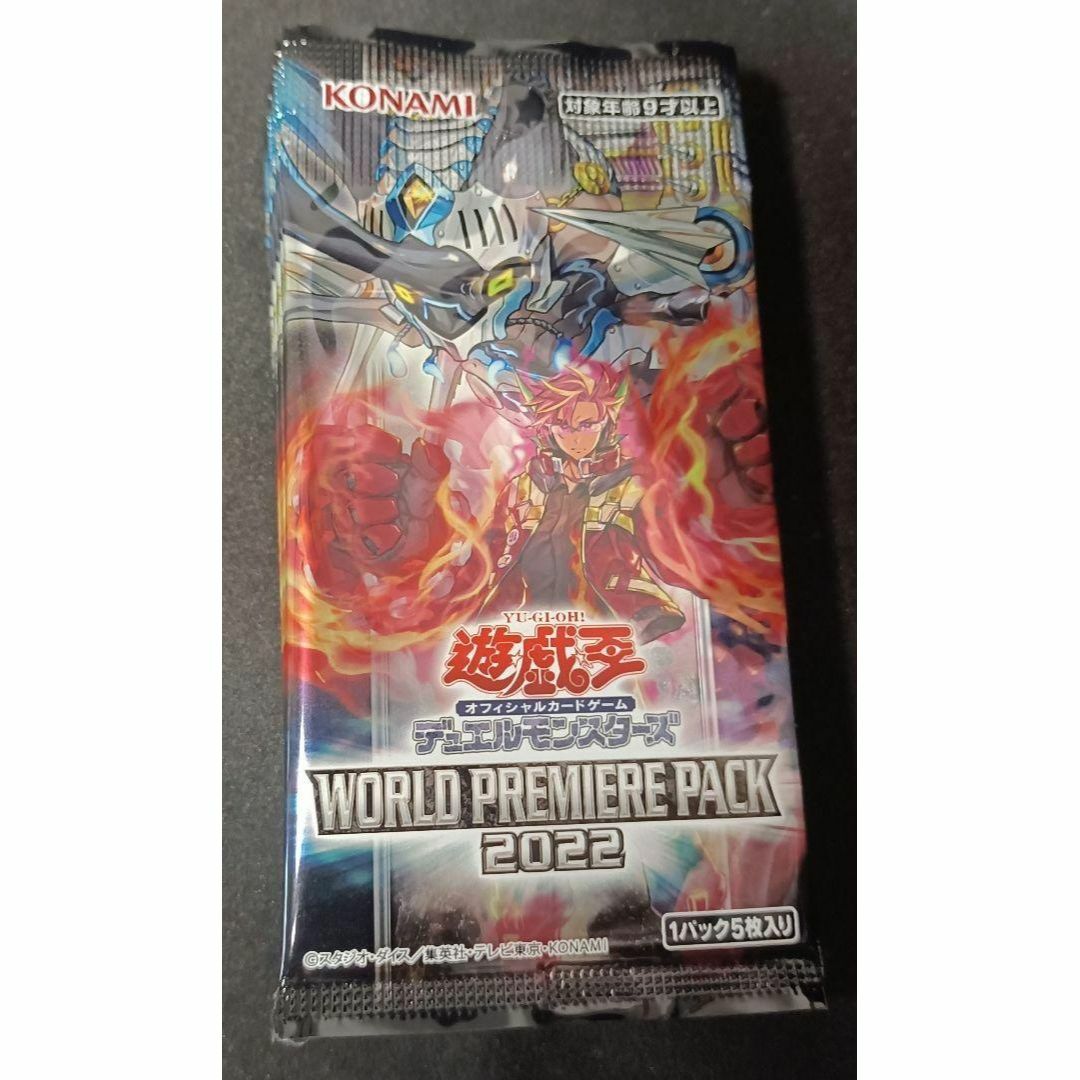 KONAMI
対象年齢9才以上
YU-GI-OH!
遊戯王
オフィシャルカードゲーム
デュエルモンスターズ
WORLD PREMIERE PACK
2022
1パック5枚入り
©スタジオ・ダイス/集英社・テレビ東京・KONAMI